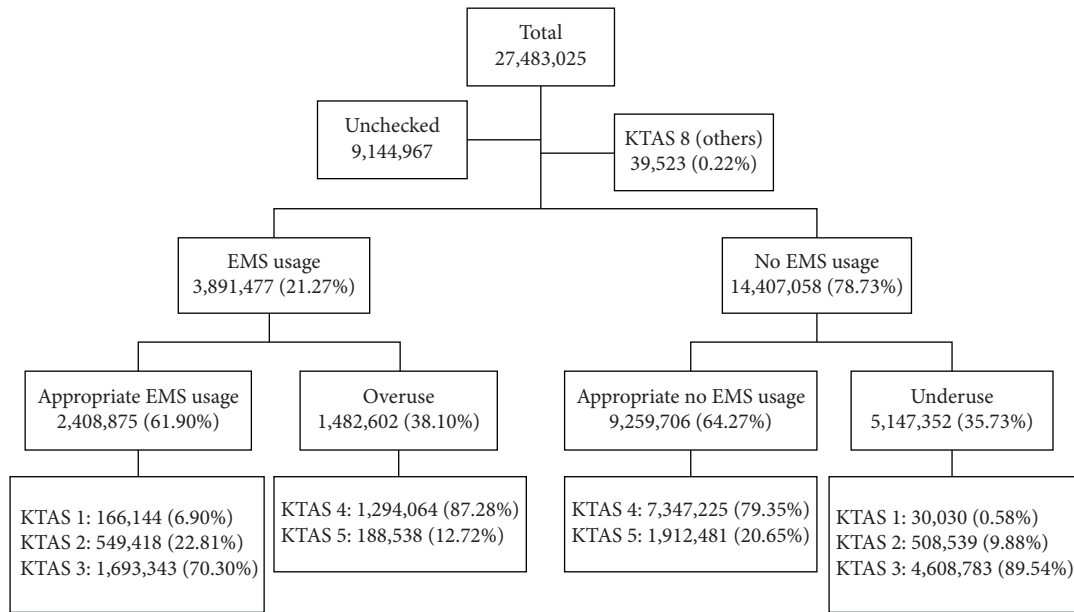 Total
27,483,025
Unchecked
9,144,967
KTAS 8 (others)
39,523 (0.22%)
EMS usage
3,891,477 (21.27%)
No EMS usage
14,407,058 (78.73%)
Appropriate EMS usage
2,408,875 (61.90%)
Overuse
1,482,602 (38.10%)
Appropriate no EMS usage
9,259,706 (64.27%)
Underuse
5,147,352 (35.73%)
KTAS 1: 166,144 (6.90%)
KTAS 2: 549,418 (22.81%)
KTAS 3: 1,693,343 (70.30%)
KTAS 4: 1,294,064 (87.28%)
KTAS 5: 188,538 (12.72%)
KTAS 4: 7,347,225 (79.35%)
KTAS 5: 1,912,481 (20.65%)
KTAS 1: 30,030 (0.58%)
KTAS 2: 508,539 (9.88%)
KTAS 3: 4,608,783 (89.54%)